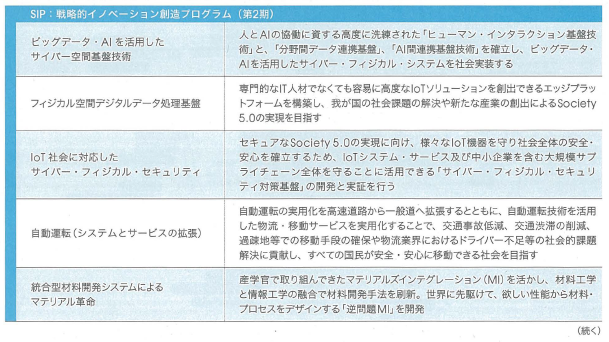 SIP：戦略的イノベーション創造プログラム（第2期）
ビッグデータ・AIを活用した
サイバー空間基盤技術
人とAIの協働に資する高度に洗練された「ヒューマン・インタラクション基盤技
術」と、「分野間データ連携基盤」、「AI間連携基盤技術」を確立し、ビッグデータ・
AIを活用したサイバー・フィジカル・システムを社会実装する
フィジカル空間デジタルデータ処理基盤
専門的なIT人材でなくても容易に高度なIoTソリューションを創出できるエッジプラッ
トフォームを構築し、我が国の社会課題の解決や新たな産業の創出によるSociety
5.0の実現を目指す
IoT社会に対応した
サイバー・フィジカル・セキュリティ
セキュアなSociety 5.0の実現に向け、様々なIoT機器を守り社会全体の安全・
安心を確立するため、IoTシステム・サービス及び中小企業を含む大規模サプ
ライチェーン全体を守ることに活用できる「サイバー・フィジカル・セキュリ
ティ対策基盤」の開発と実証を行う
自動運転（システムとサービスの拡張）
自動運転の実用化を高速道路から一般道へ拡張するとともに、自動運転技術を活用し
た物流・移動サービスを実用化することで、交通事故低減、交通渋滞の削減、
過疎地等での移動手段の確保や物流業界におけるドライバー不足等の社会的課題
解決に貢献し、すべての国民が安全・安心に移動できる社会を目指す
統合型材料開発システムによる
マテリアル革命
産学官で取り組んできたマテリアルズインテグレーション（MI）を活かし、材料工学
と情報工学の融合で材料開発手法を刷新。世界に先駆けて、欲しい性能から材料・
プロセスをデザインする「逆問題MI」を開発
（続く）